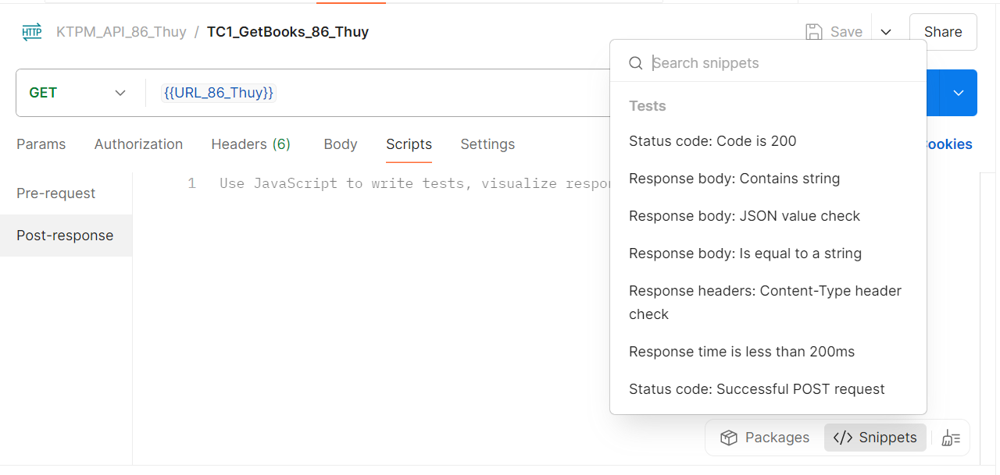 HTTP KTPM_API_86_Thuy / TC1_GetBooks_86_Thuy Save Share
Search snippets
GET {{URL_86_Thuy}}
Tests
Params Authorization Headers (6) Body Scripts Settings ookies
Status code: Code is 200
Response body: Contains string
Pre-request
1 Use JavaScript to write tests, visualize respon
Response body: JSON value check
Post-response
Response body: Is equal to a string
Response headers: Content-Type header
check
Response time is less than 200ms
Status code: Successful POST request
Packages </> Snippets